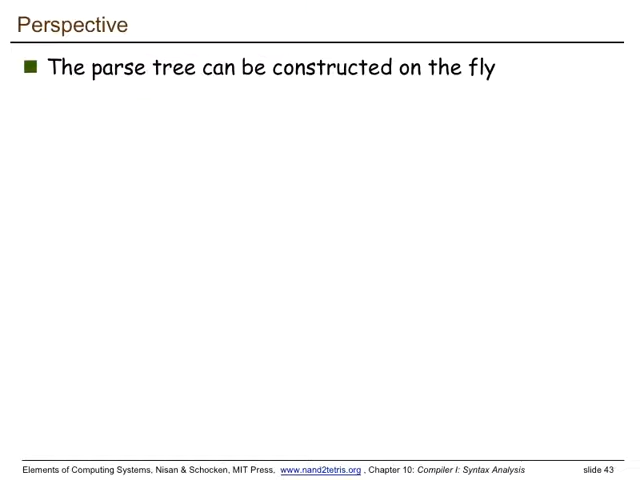 Perspective
The parse tree can be constructed on the fly
Elements of Computing Systems, Nisan & Schocken, MIT Press, www.nand2tetris.org , Chapter 10: Compiler I: Syntax Analysis slide 43